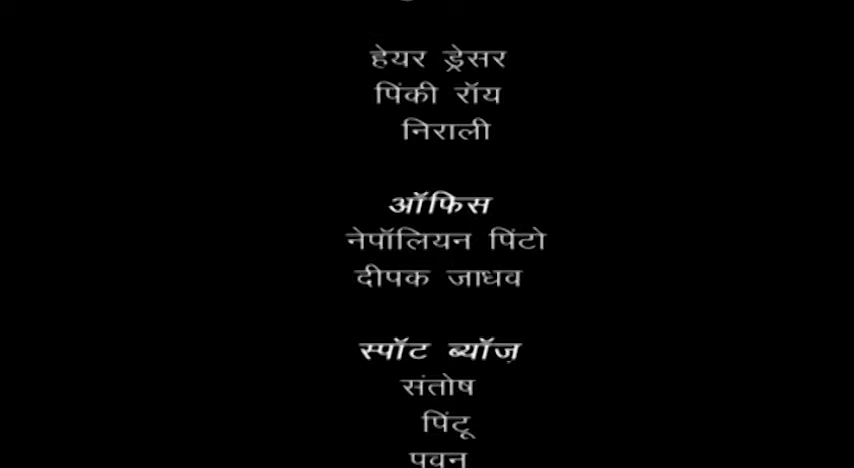 हेयर ड्रेसर
पिंकी रॉय
निराली
ऑफिस
नेपॉलियन पिंटो
दीपक जाधव
स्पॉट ब्यॉज़
संतोष
पिंटू
पवन